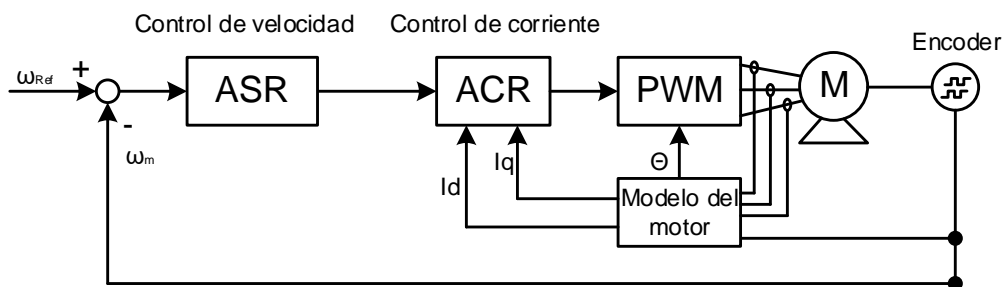 Control de velocidad
Control de corriente
Encoder
ωRef
+
ASR
ACR
PWM
M
-
ωm
Iq
Θ
Id
Modelo del
motor